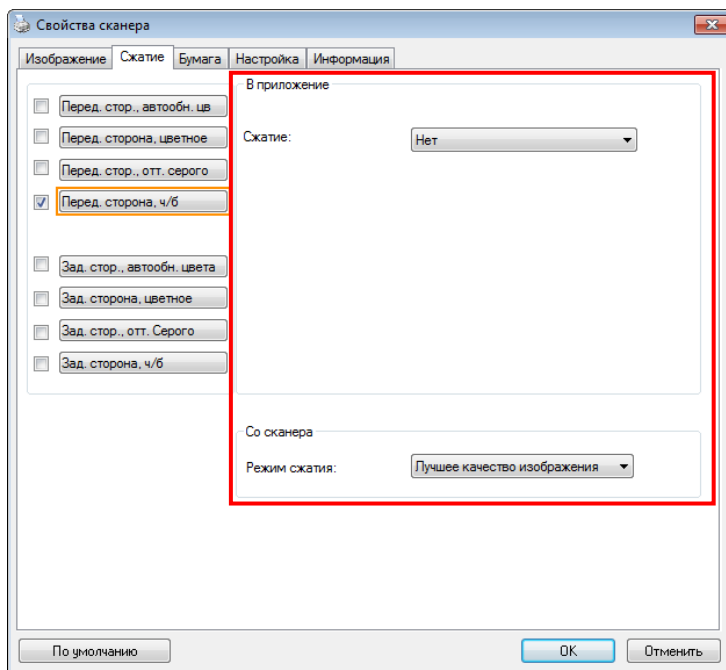 Свойства сканера
Изображение Сжатие Бумага Настройка Информация
Перед. стор., автообн. цв
Перед. сторона, цветное
Перед. стор., отт. серого
Перед. сторона, ч/б
Зад. стор., автообн. цвета
Зад. сторона, цветное
Зад. стор., отт. Серого
Зад. сторона, ч/б
В приложение
Сжатие: Нет
Со сканера
Режим сжатия: Лучшее качество изображения
По умолчанию OK Отменить